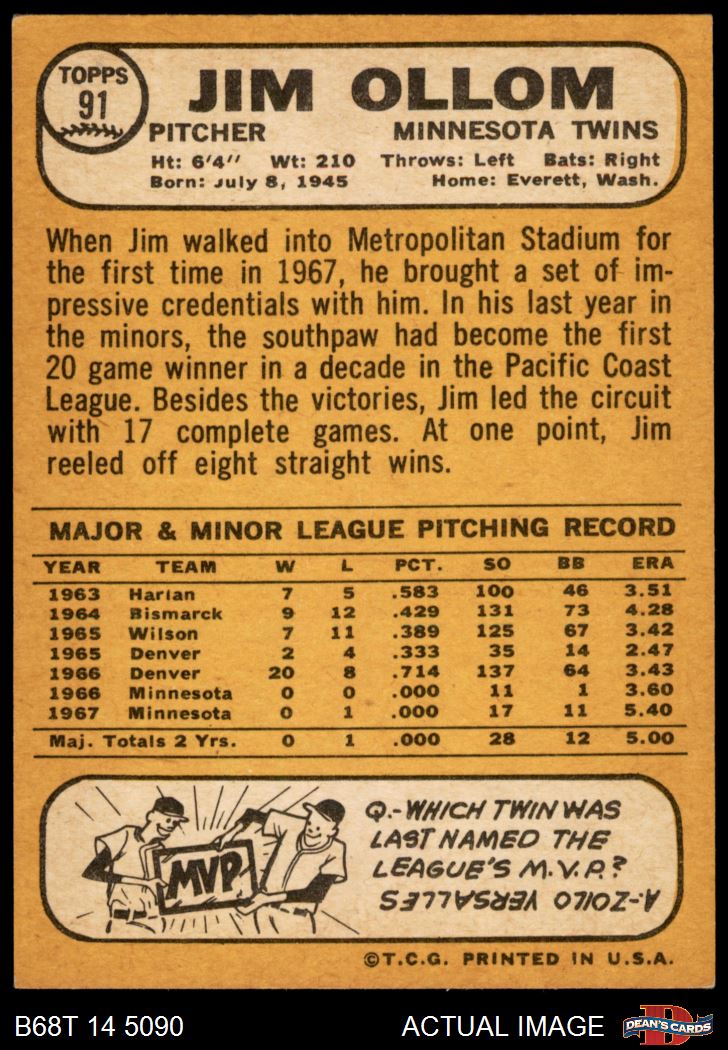 TOPPS
91
JIM OLLOM
PITCHER MINNESOTA TWINS
Ht: 6'4'' Wt: 210 Throws: Left Bats: Right
Born: July 8, 1945 Home: Everett, Wash.
When Jim walked into Metropolitan Stadium for
the first time in 1967, he brought a set of im-
pressive credentials with him. In his last year in
the minors, the southpaw had become the first
20 game winner in a decade in the Pacific Coast
League. Besides the victories, Jim led the circuit
with 17 complete games. At one point, Jim
reeled off eight straight wins.
MAJOR & MINOR LEAGUE PITCHING RECORD
YEAR TEAM W L PCT. SO BB ERA
1963 Harlan 7 5 .583 100 46 3.51
1964 Bismarck 9 12 .429 131 73 4.28
1965 Wilson 7 11 .389 125 67 3.42
1965 Denver 2 4 .333 35 14 2.47
1966 Denver 20 8 .714 137 64 3.43
1966 Minnesota 0 0 .000 11 1 3.60
1967 Minnesota 0 1 .000 17 11 5.40
Maj. Totals 2 Yrs. 0 1 .000 28 12 5.00
MVP
Q.-WHICH TWIN WAS
LAST NAMED THE
LEAGUE'S M.V.P.?
A:-ZOILO VERSALLES
©T.C.G. PRINTED IN U.S.A.
B68T 14 5090 ACTUAL IMAGE
D
DEAN'S CARDS